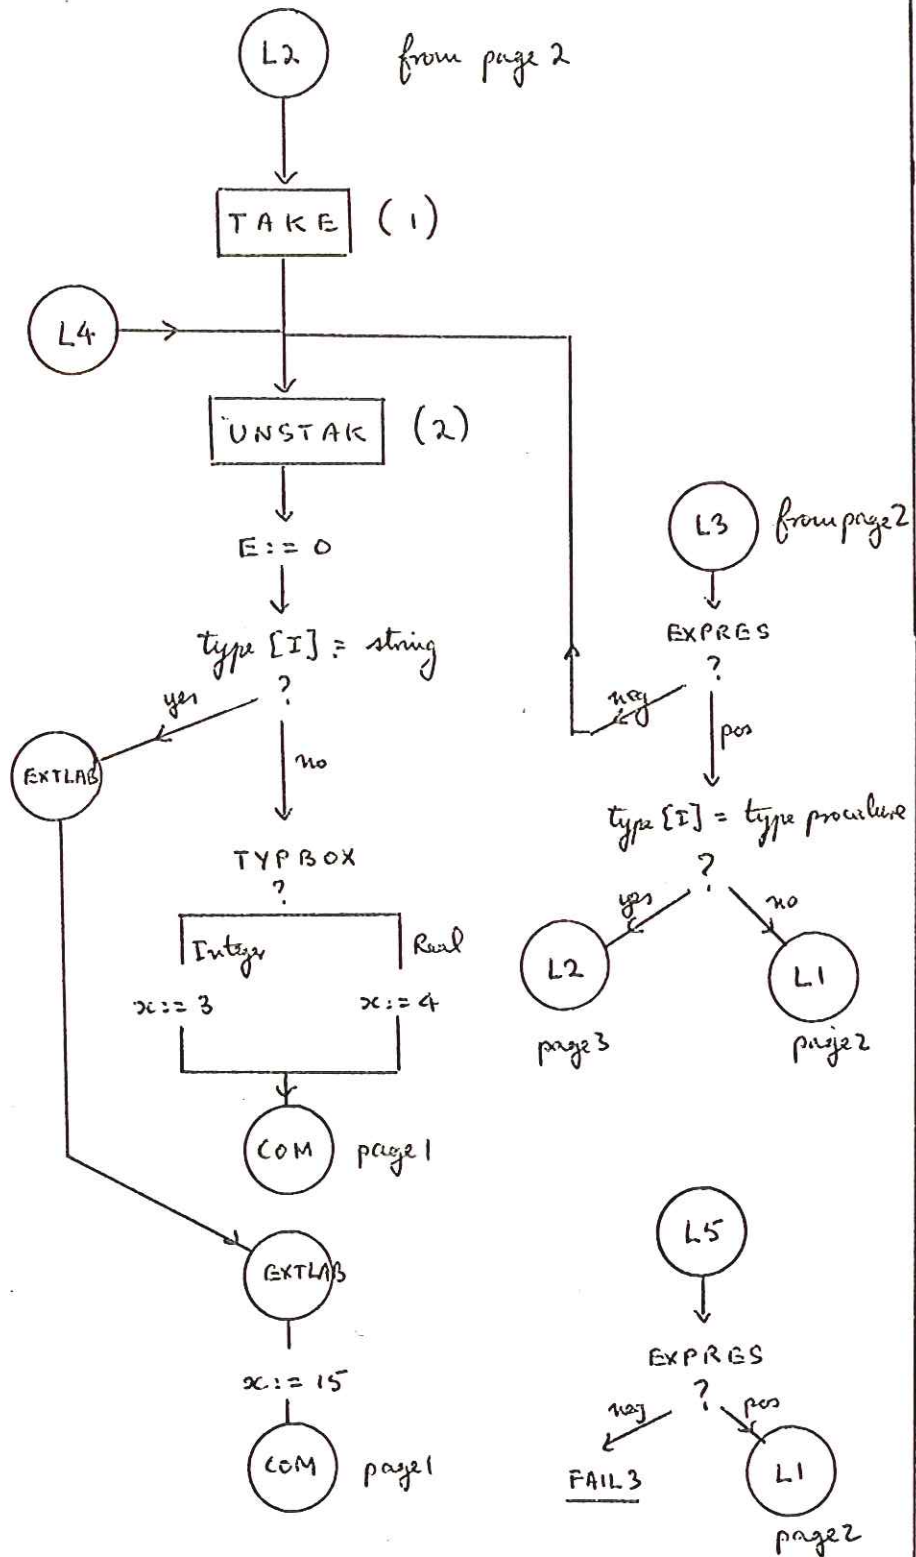 L2 from page 2
TAKE (1)
L4
UNSTAK (2)
E:= 0
type [I] = string
?
yes
no
EXTLAB
TYPBOX
?
Integer
Real
x:= 3
x:= 4
COM page 1
EXTLAB
x:= 15
COM page 1
L3 from page 2
EXPRES
?
neg
pos
type [I] = type procedure
?
yes
no
L2
page 3
L1
page 2
L5
EXPRES
?
neg
pos
FAIL 3
L1
page 2